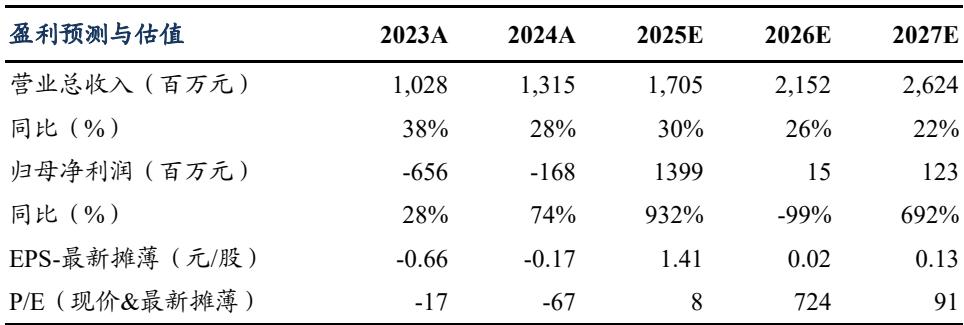 盈利预测与估值 2023A 2024A 2025E 2026E 2027E
营业总收入（百万元） 1,028 1,315 1,705 2,152 2,624
同比（%） 38% 28% 30% 26% 22%
归母净利润（百万元） -656 -168 1399 15 123
同比（%） 28% 74% 932% -99% 692%
EPS-最新摊薄（元/股） -0.66 -0.17 1.41 0.02 0.13
P/E（现价&最新摊薄） -17 -67 8 724 91